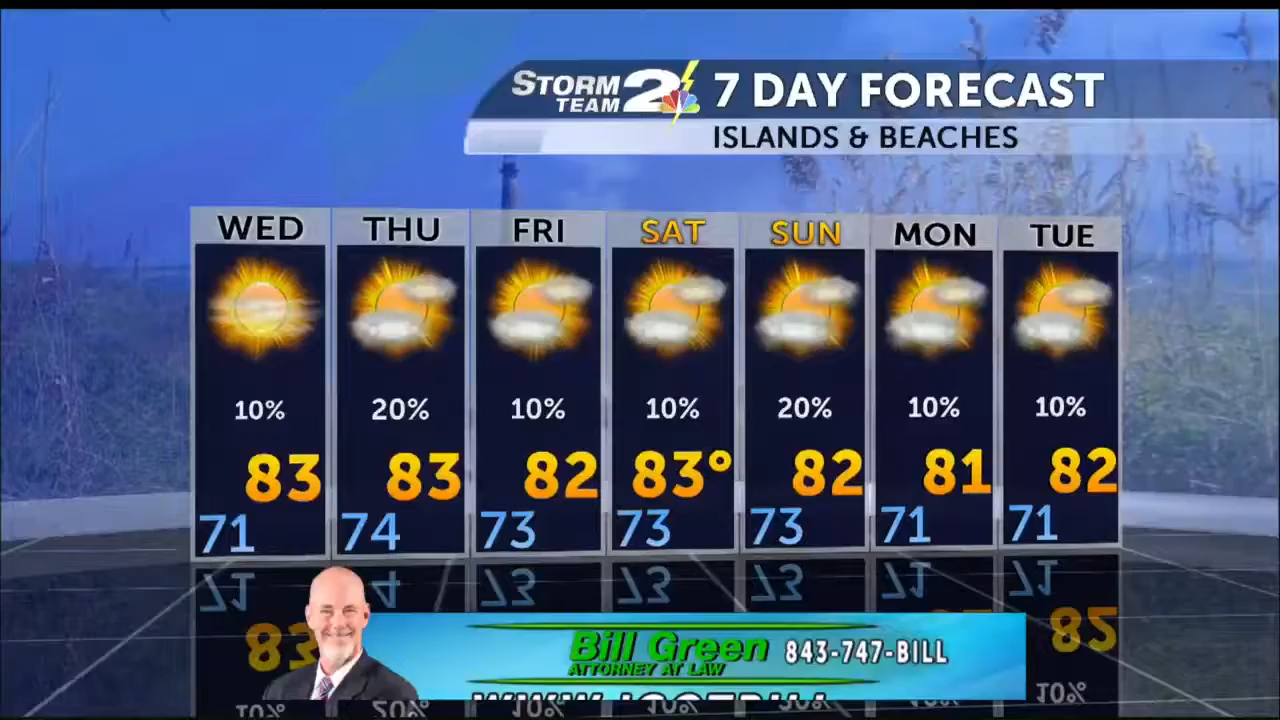 STORM TEAM 2 7 DAY FORECAST
ISLANDS & BEACHES
WED THU FRI SAT SUN MON TUE
10% 20% 10% 10% 20% 10% 10%
83 83 82 83° 82 81 82
71 74 73 73 73 71 71
Bill Green 843-747-BILL
ATTORNEY AT LAW